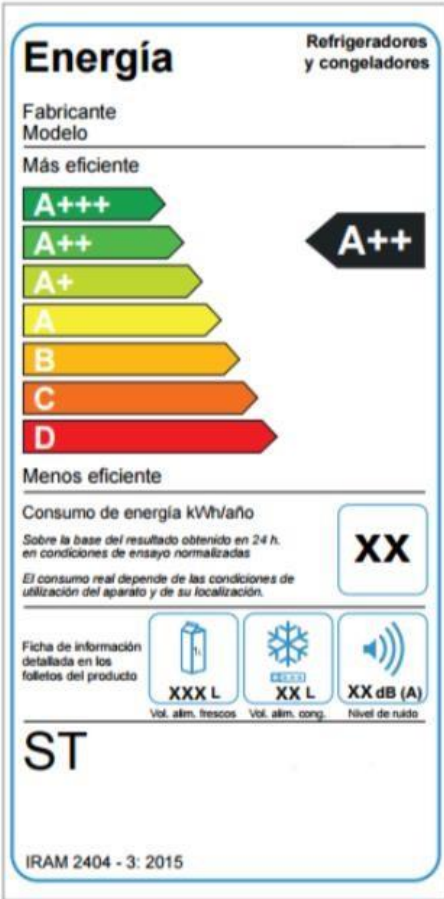 Energía
Refrigeradores
y congeladores
Fabricante
Modelo
Más eficiente
A+++
A++
A++
A+
A
B
C
D
Menos eficiente
Consumo de energía kWh/año
Sobre la base del resultado obtenido en 24 h.
en condiciones de ensayo normalizadas
XX
El consumo real depende de las condiciones de
utilización del aparato y de su localización.
Ficha de información
detallada en los
folletos del producto
XXX L
Vol. alim. frescos
XX L
Vol. alim. cong.
XX dB (A)
Nivel de ruido
ST
IRAM 2404 - 3: 2015